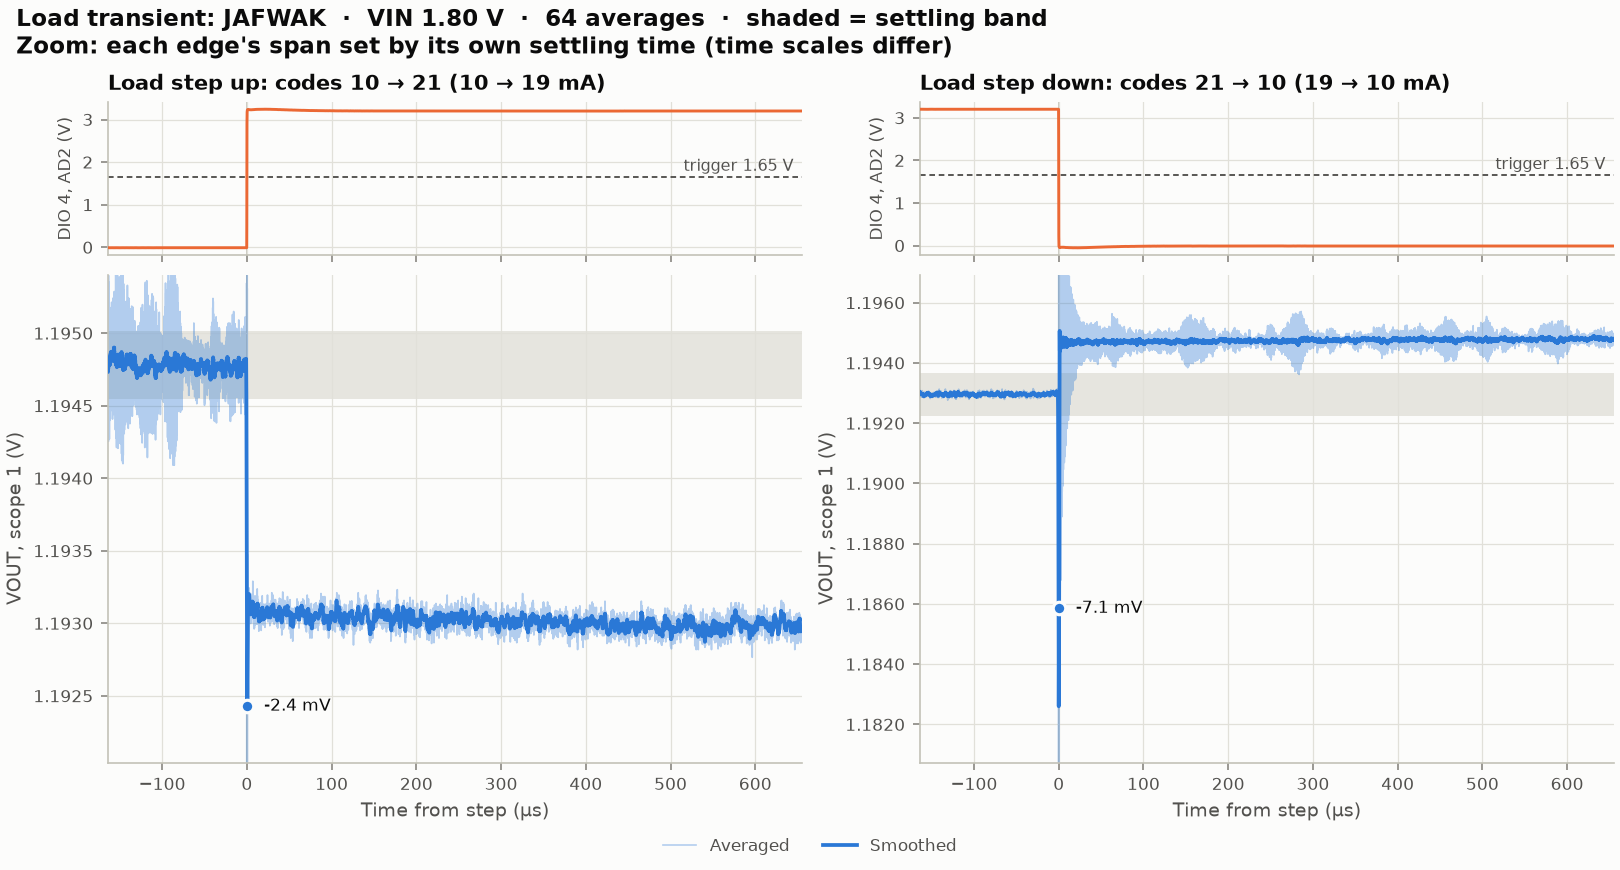 Load transient: JAFWAK · VIN 1.80 V · 64 averages · shaded = settling band
Zoom: each edge's span set by its own settling time (time scales differ)
Load step up: codes 10 → 21 (10 → 19 mA)
DIO 4, AD2 (V)
3
2
1
0
trigger 1.65 V
VOUT, scope 1 (V)
1.1950
1.1945
1.1940
1.1935
1.1930
1.1925
-2.4 mV
−100
0
100
200
300
400
500
600
Time from step (µs)
Load step down: codes 21 → 10 (19 → 10 mA)
DIO 4, AD2 (V)
3
2
1
0
trigger 1.65 V
VOUT, scope 1 (V)
1.1960
1.1940
1.1920
1.1900
1.1880
1.1860
1.1840
1.1820
-7.1 mV
−100
0
100
200
300
400
500
600
Time from step (µs)
Averaged
Smoothed